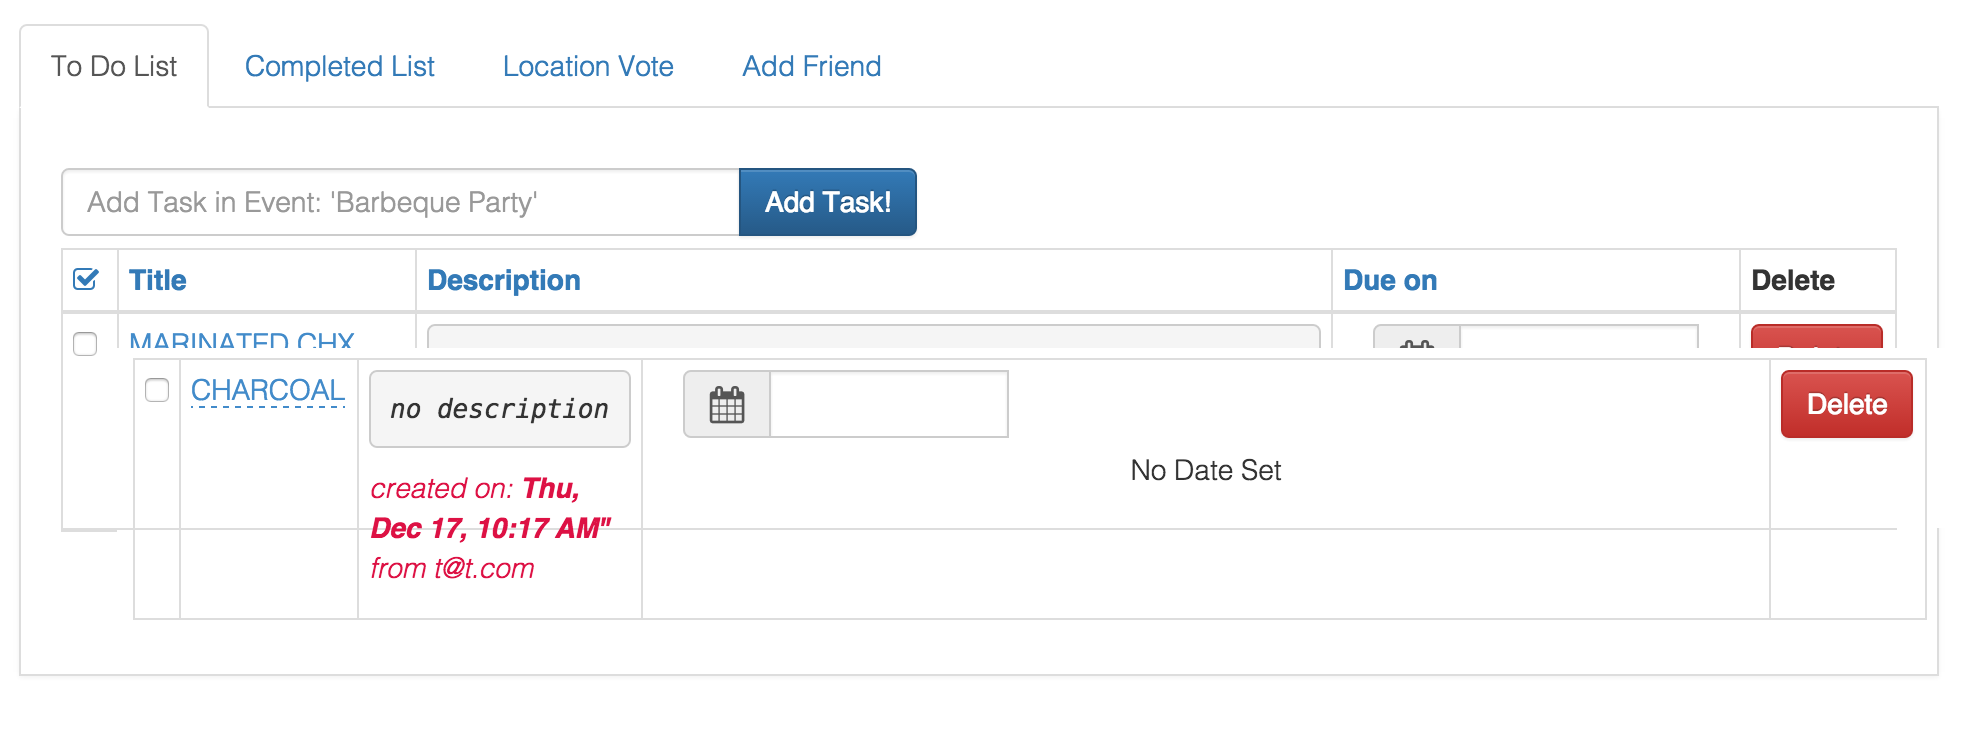 To Do List Completed List Location Vote Add Friend
Add Task in Event: 'Barbeque Party' Add Task!
Title Description Due on Delete
MARINATED CHX
CHARCOAL no description Delete
No Date Set
created on: Thu,
Dec 17, 10:17 AM"
from t@t.com